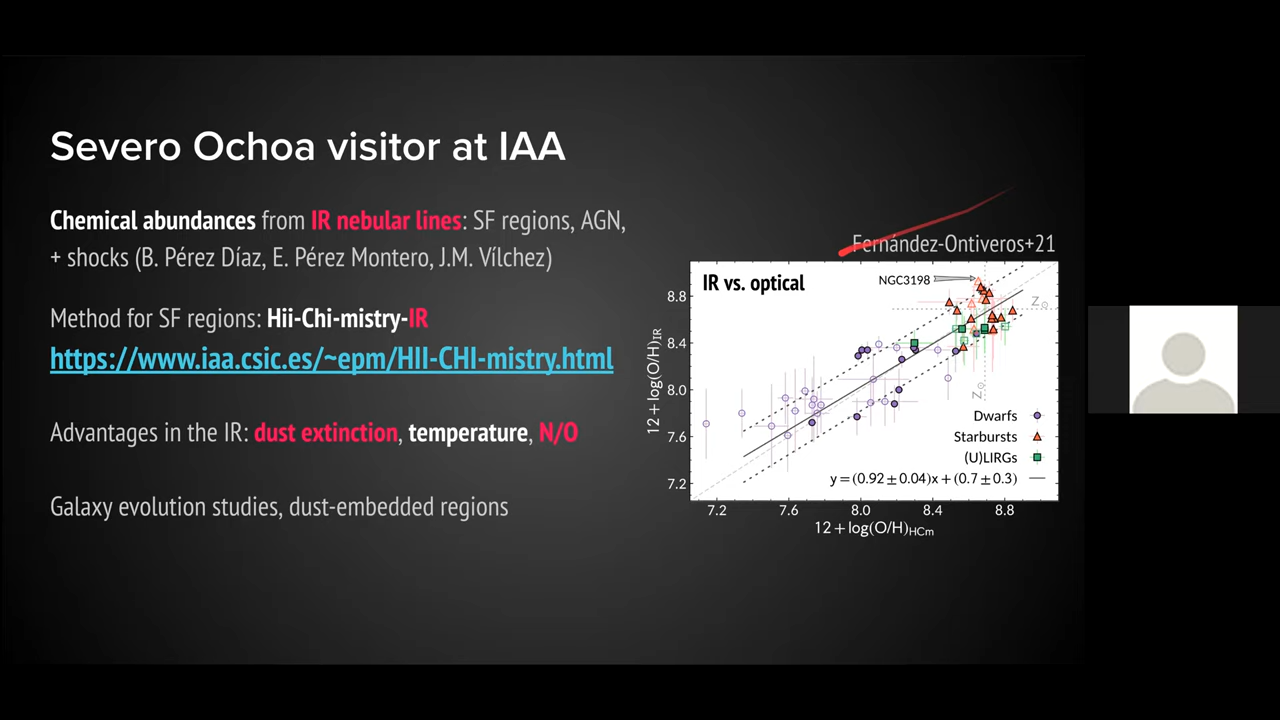 Severo Ochoa visitor at IAA
Chemical abundances from IR nebular lines: SF regions, AGN,
+ shocks (B. Pérez Díaz, E. Pérez Montero, J.M. Vílchez)
Method for SF regions: Hii-Chi-mistry-IR
https://www.iaa.csic.es/~epm/HII-CHI-mistry.html
Advantages in the IR: dust extinction, temperature, N/O
Galaxy evolution studies, dust-embedded regions
Fernández-Ontiveros+21
IR vs. optical
NGC3198
Z⊙
Z⊙
Dwarfs
Starbursts
(U)LIRGs
y=(0.92±0.04)x+(0.7±0.3)
12+log(O/H)IR
8.8
8.4
8.0
7.6
7.2
7.2 7.6 8.0 8.4 8.8
12+log(O/H)HCm